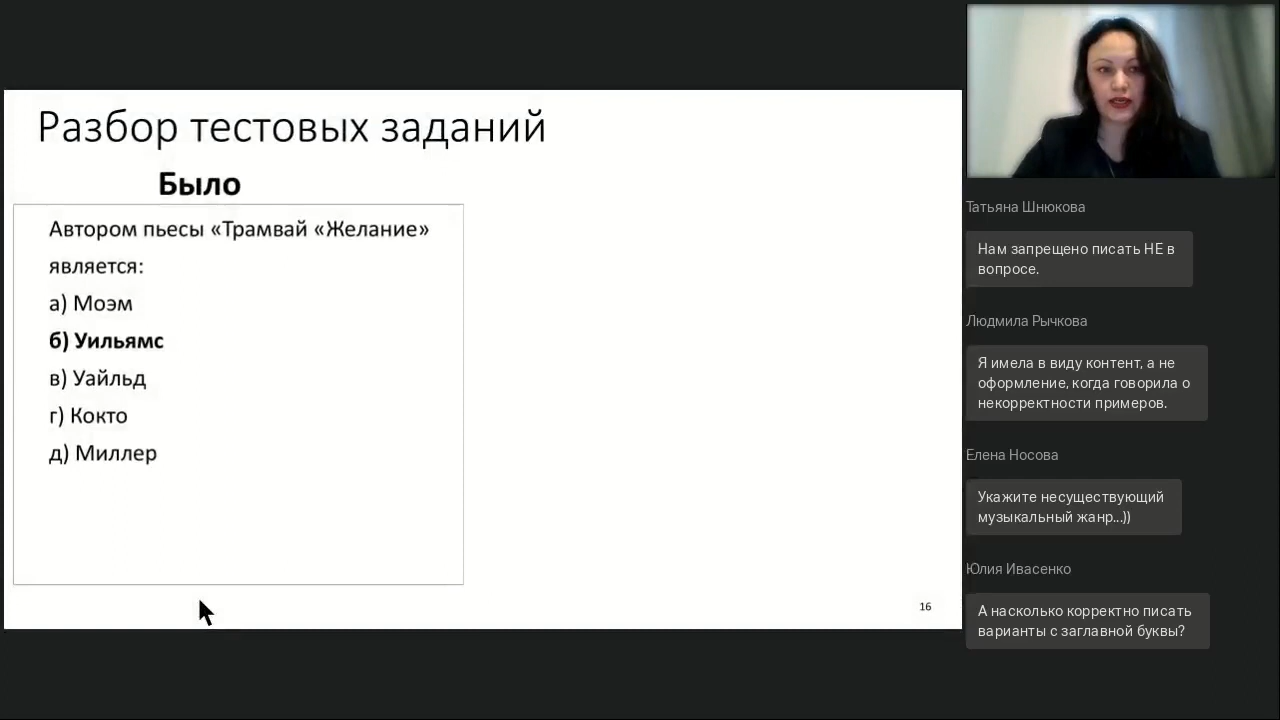 Разбор тестовых заданий
Было
Автором пьесы «Трамвай «Желание»
является:
а) Моэм
б) Уильямс
в) Уайльд
г) Кокто
д) Миллер
16
Татьяна Шнюкова
Нам запрещено писать НЕ в
вопросе.
Людмила Рычкова
Я имела в виду контент, а не
оформление, когда говорила о
некорректности примеров.
Елена Носова
Укажите несуществующий
музыкальный жанр...))
Юлия Ивасенко
А насколько корректно писать
варианты с заглавной буквы?